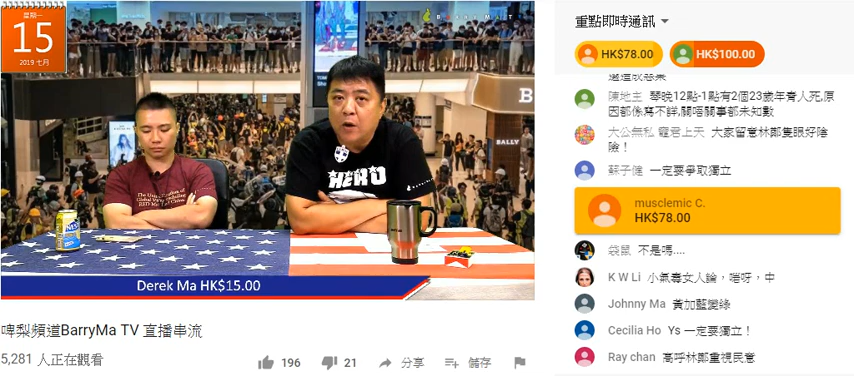 星期一
15
2019 七月
BALLY
HERO
Derek Ma HK$15.00
啤梨頻道BarryMa TV 直播串流
5,281 人正在觀看
196
21
分享
儲存
重點即時通訊
HK$78.00
HK$100.00
陳地主 琴晚12點-1點有2個23歲年青人死,原
因都係寫不詳,關唔關事都未知數
大公無私 寵君上天 大家留意林鄭隻眼好陰
險！
蘇子健 一定要爭取獨立
musclemic C.
HK$78.00
袋鼠 不是嗎....
K W Li 小氣毒女人論，啱呀，中
Johnny Ma 黃加藍變綠
Cecilia Ho Ys 一定要獨立！
Ray chan 高呼林鄭重視民意